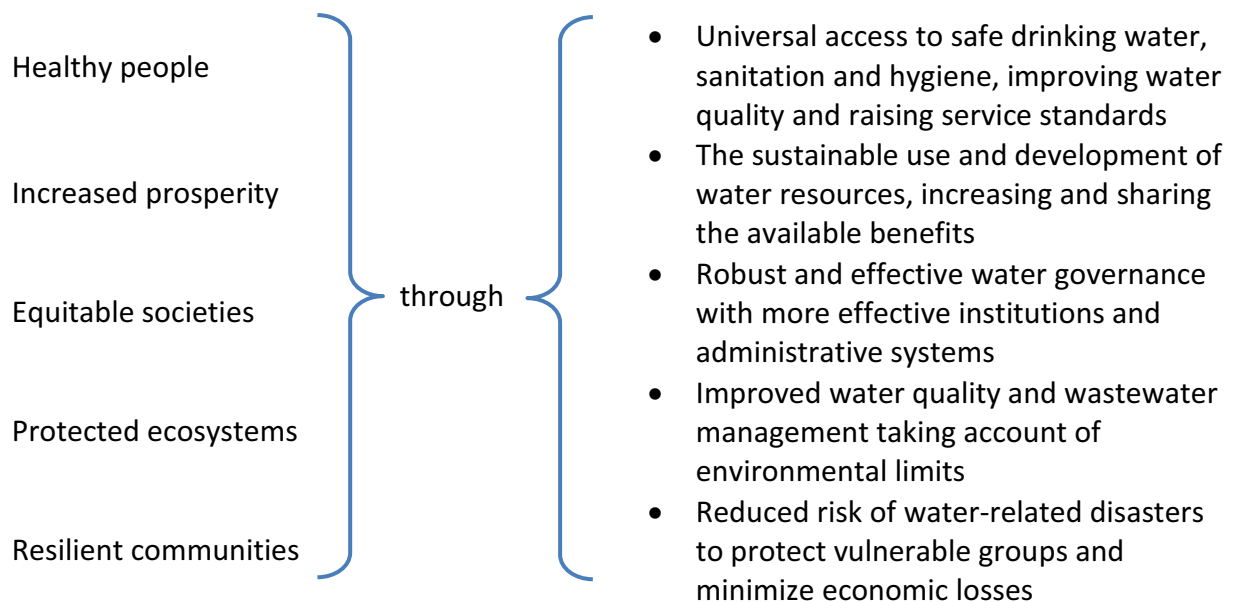 Healthy people
Increased prosperity
Equitable societies
Protected ecosystems
Resilient communities
through
• Universal access to safe drinking water,
sanitation and hygiene, improving water
quality and raising service standards
• The sustainable use and development of
water resources, increasing and sharing
the available benefits
• Robust and effective water governance
with more effective institutions and
administrative systems
• Improved water quality and wastewater
management taking account of
environmental limits
• Reduced risk of water-related disasters
to protect vulnerable groups and
minimize economic losses